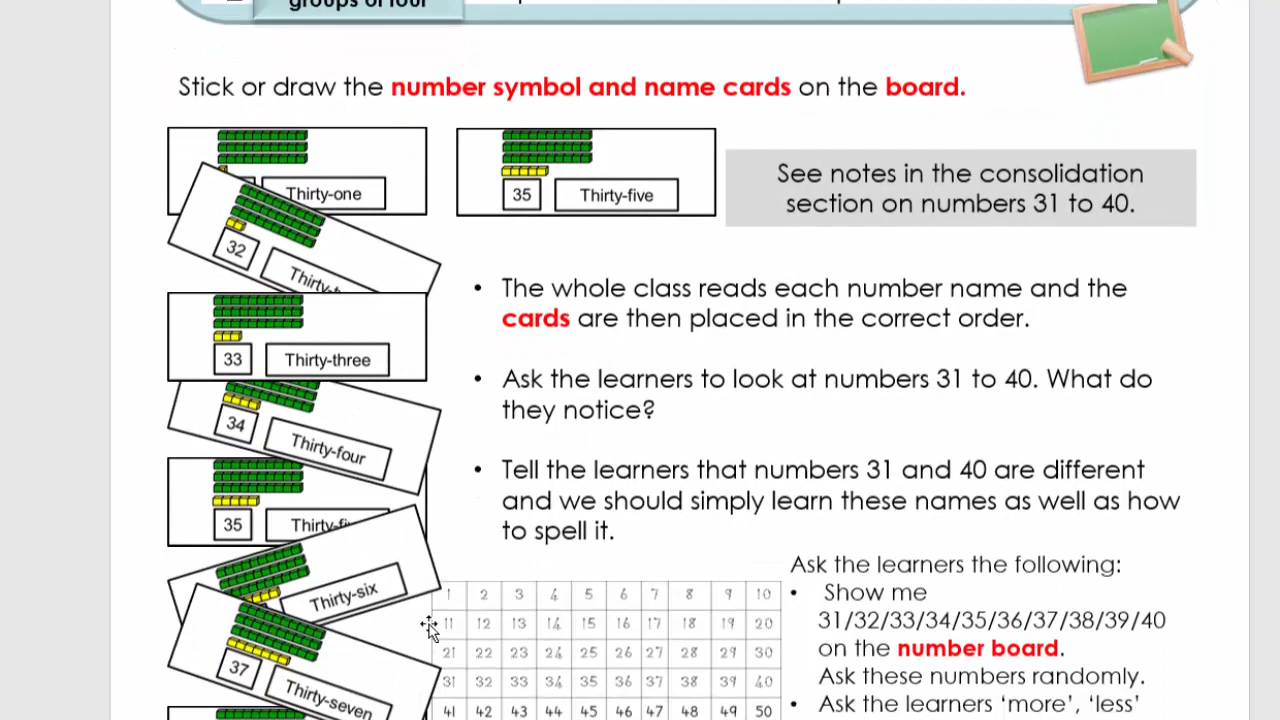 groups of four
Stick or draw the number symbol and name cards on the board.
Thirty-one
32
33
Thirty-three
34
Thirty-four
35
Thirty-six
37
Thirty-seven
35
Thirty-five
See notes in the consolidation
section on numbers 31 to 40.
• The whole class reads each number name and the
cards are then placed in the correct order.
• Ask the learners to look at numbers 31 to 40. What do
they notice?
• Tell the learners that numbers 31 and 40 are different
and we should simply learn these names as well as how
to spell it.
1 2 3 4 5 6 7 8 9 10
11 12 13 14 15 16 17 18 19 20
21 22 23 24 25 26 27 28 29 30
31 32 33 34 35 36 37 38 39 40
41 42 43 44 45 46 47 48 49 50
Ask the learners the following:
• Show me
31/32/33/34/35/36/37/38/39/40
on the number board.
Ask these numbers randomly.
• Ask the learners ‘more’, ‘less’